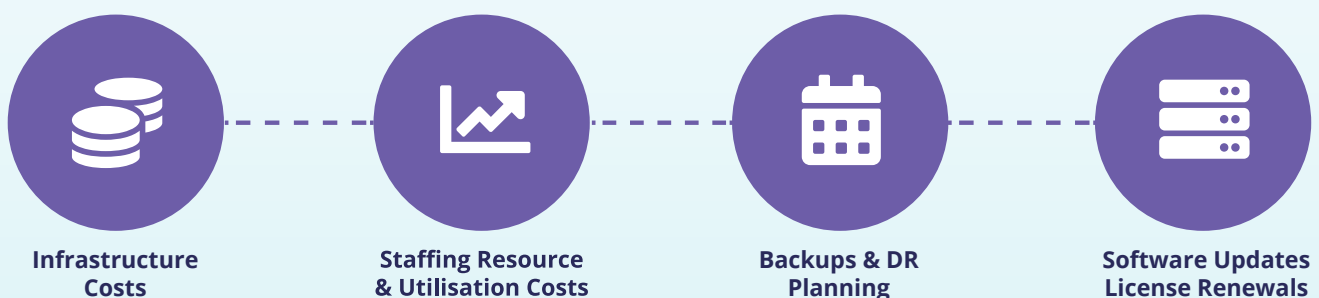 Infrastructure
Costs
Staffing Resource
& Utilisation Costs
Backups & DR
Planning
Software Updates
License Renewals